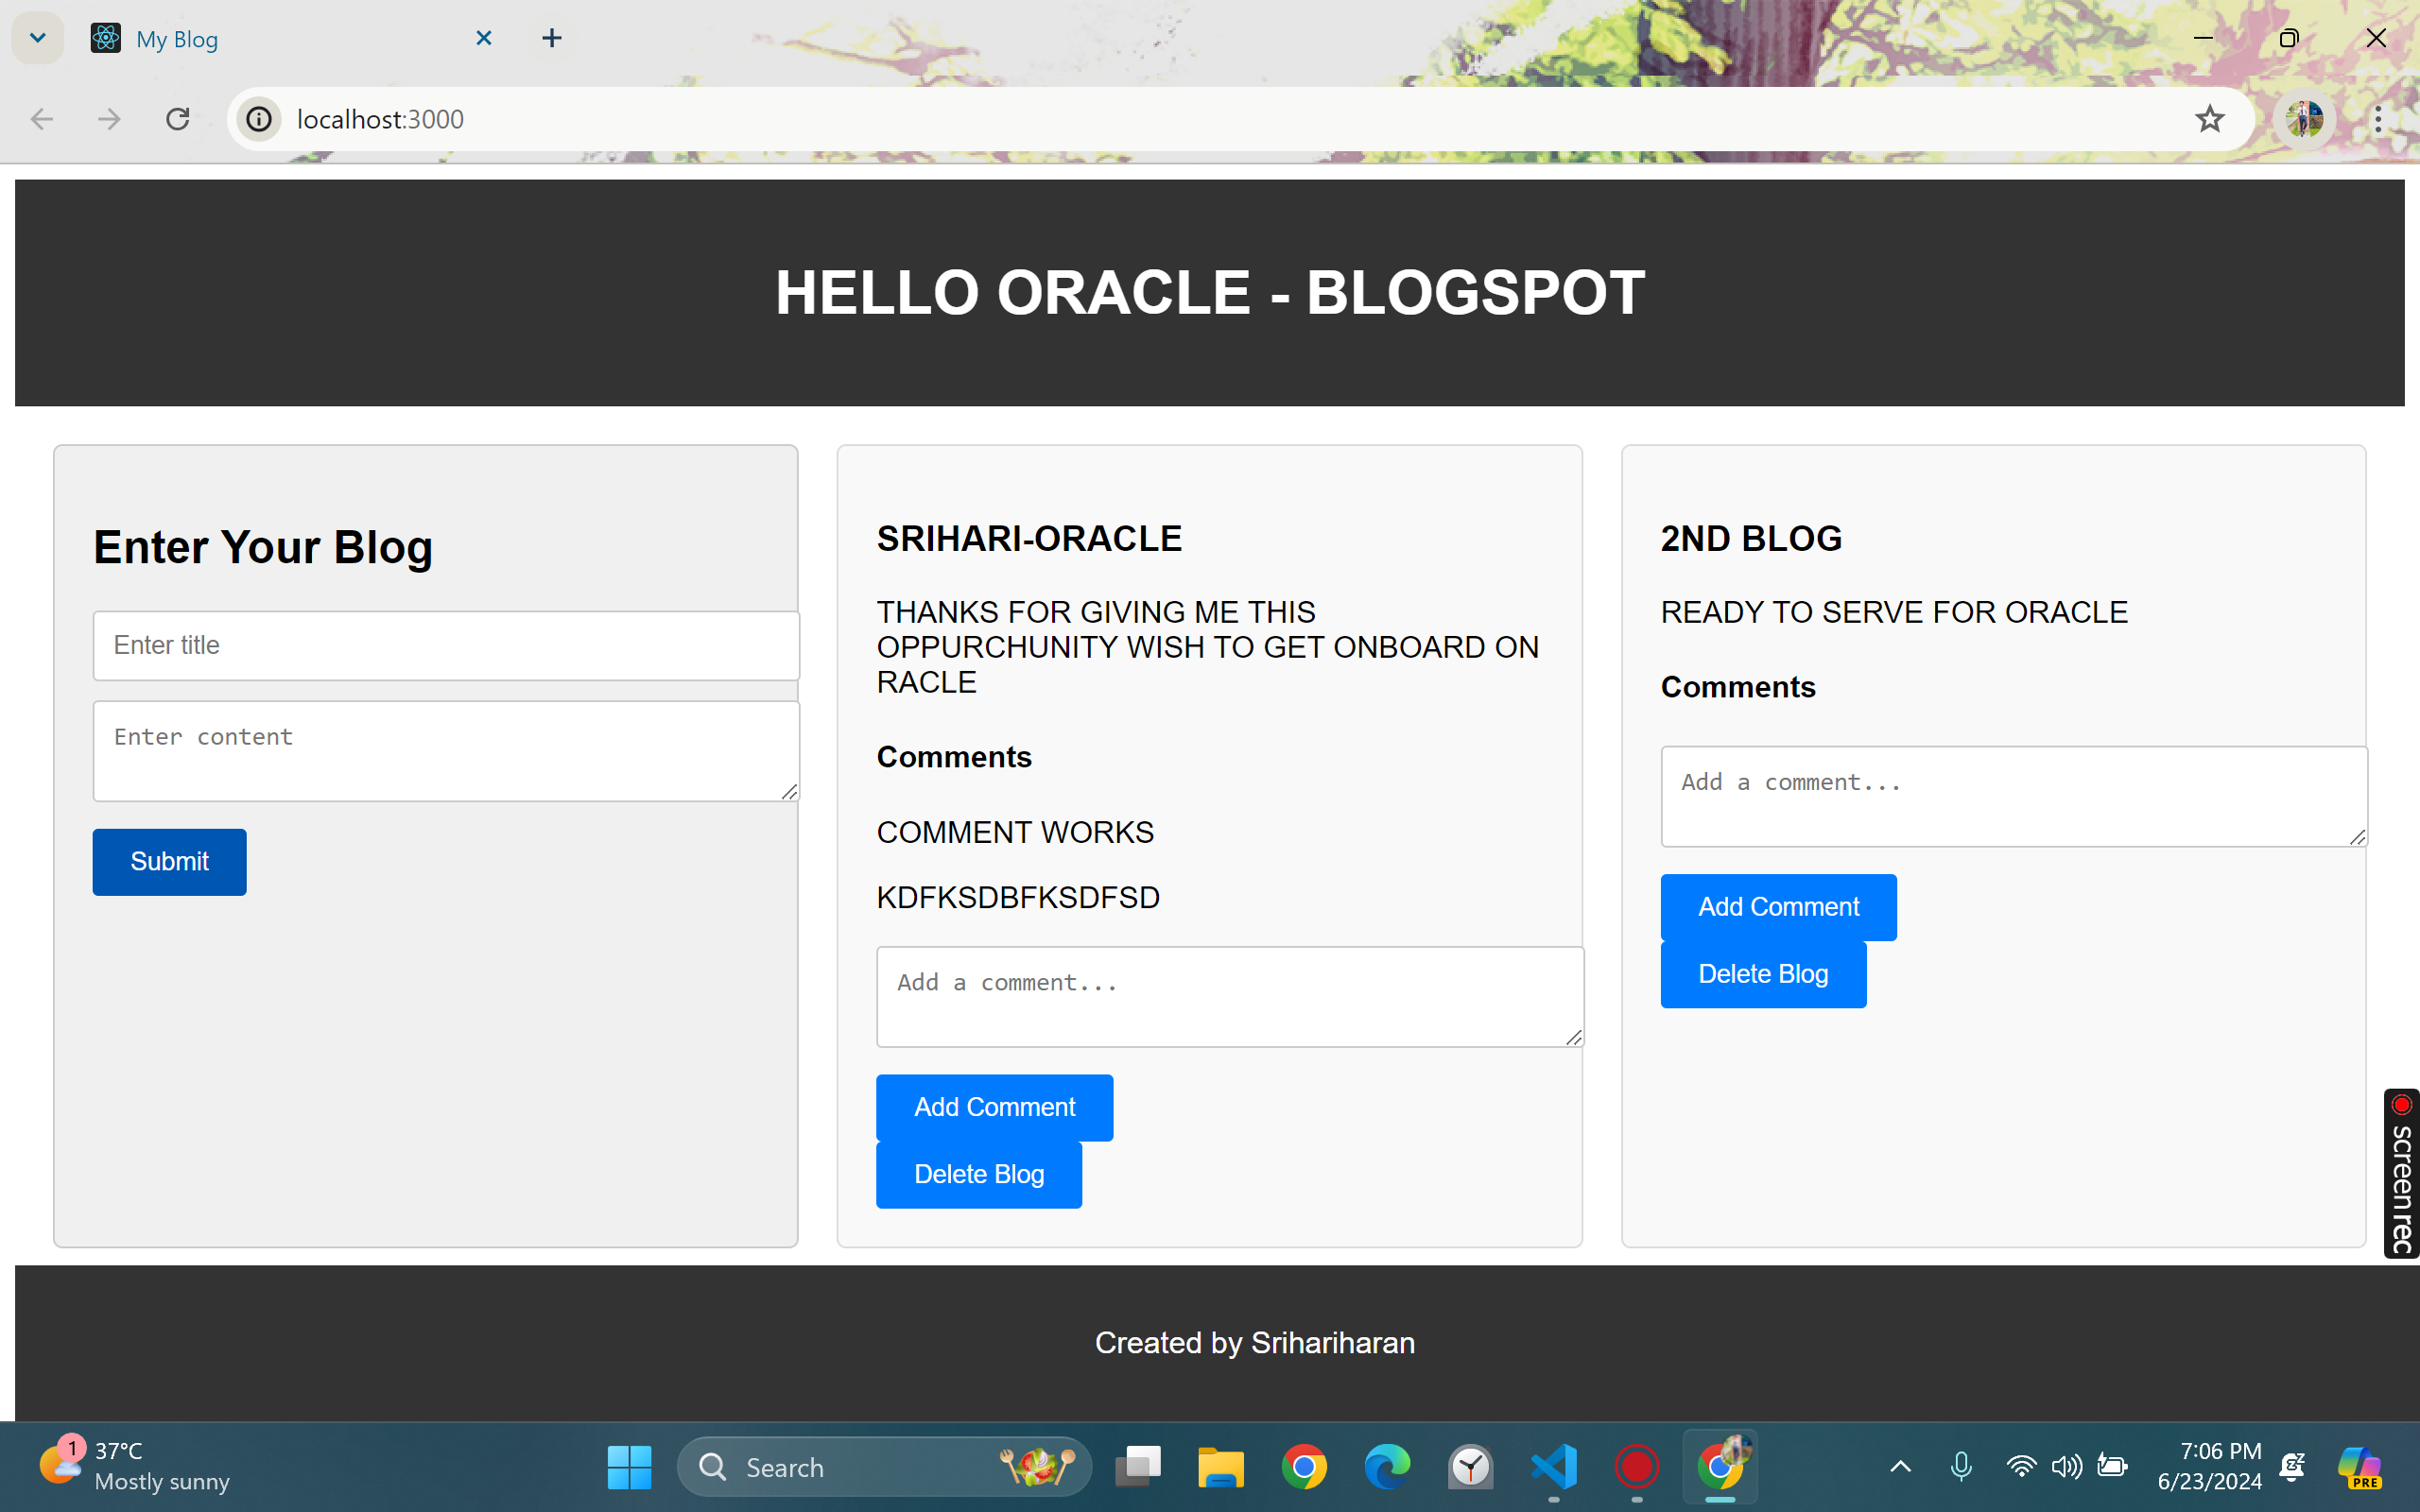 My Blog
localhost:3000
HELLO ORACLE - BLOGSPOT
Enter Your Blog
Enter title
Enter content
Submit
SRIHARI-ORACLE
THANKS FOR GIVING ME THIS
OPPURCHUNITY WISH TO GET ONBOARD ON
RACLE
Comments
COMMENT WORKS
KDFKSDBFKSDFSD
Add a comment...
Add Comment
Delete Blog
2ND BLOG
READY TO SERVE FOR ORACLE
Comments
Add a comment...
Add Comment
Delete Blog
screenrec
Created by Srihariharan
1
37°C
Mostly sunny
Search
7:06 PM
6/23/2024
PRE